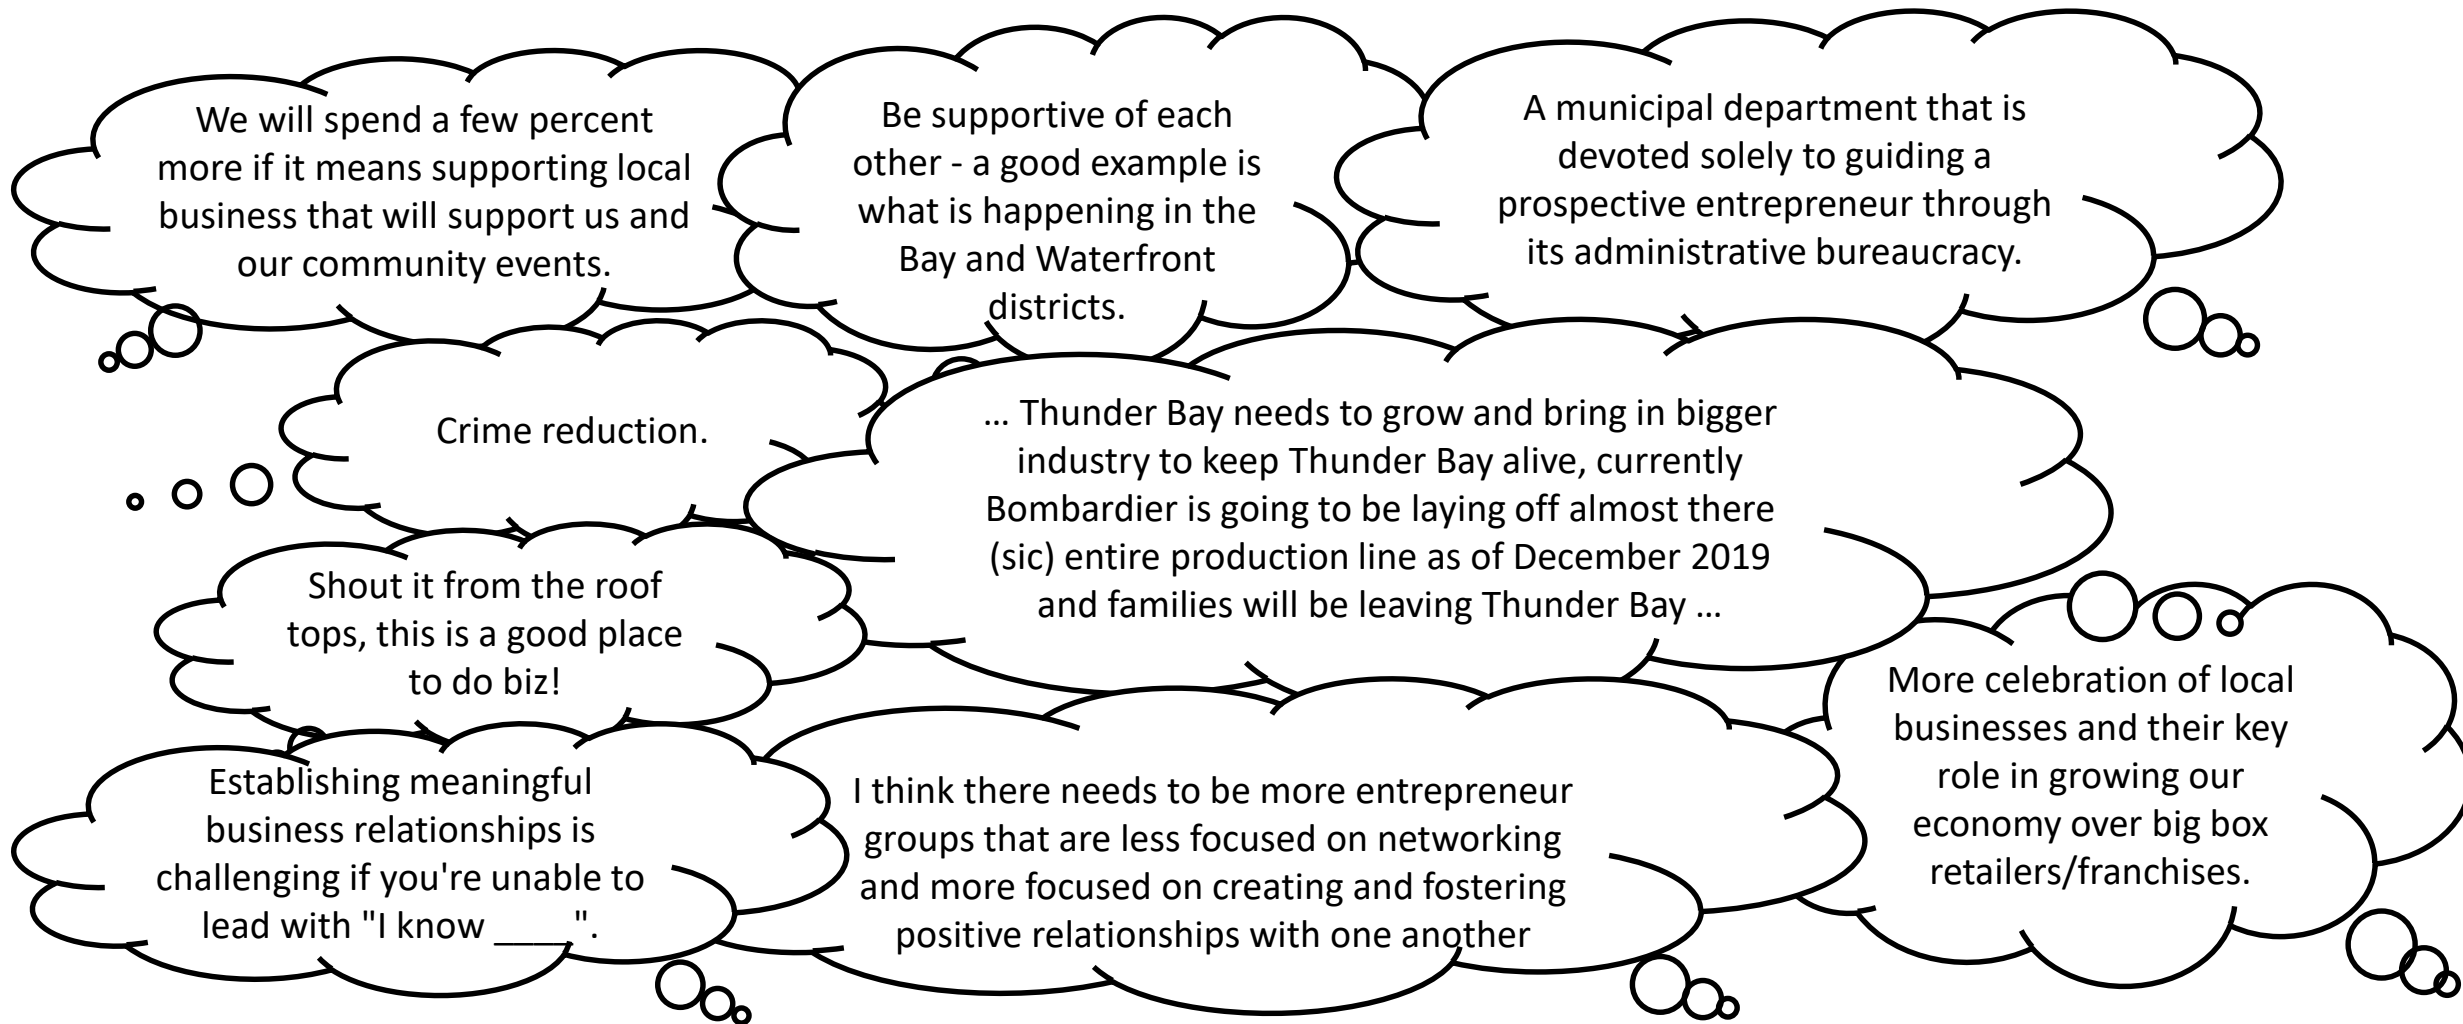 We will spend a few percent
more if it means supporting local
business that will support us and
our community events.
Be supportive of each
other - a good example is
what is happening in the
Bay and Waterfront
districts.
A municipal department that is
devoted solely to guiding a
prospective entrepreneur through
its administrative bureaucracy.
Crime reduction.
... Thunder Bay needs to grow and bring in bigger
industry to keep Thunder Bay alive, currently
Bombardier is going to be laying off almost there
(sic) entire production line as of December 2019
and families will be leaving Thunder Bay ...
Shout it from the roof
tops, this is a good place
to do biz!
More celebration of local
businesses and their key
role in growing our
economy over big box
retailers/franchises.
Establishing meaningful
business relationships is
challenging if you're unable to
lead with "I know ____".
I think there needs to be more entrepreneur
groups that are less focused on networking
and more focused on creating and fostering
positive relationships with one another